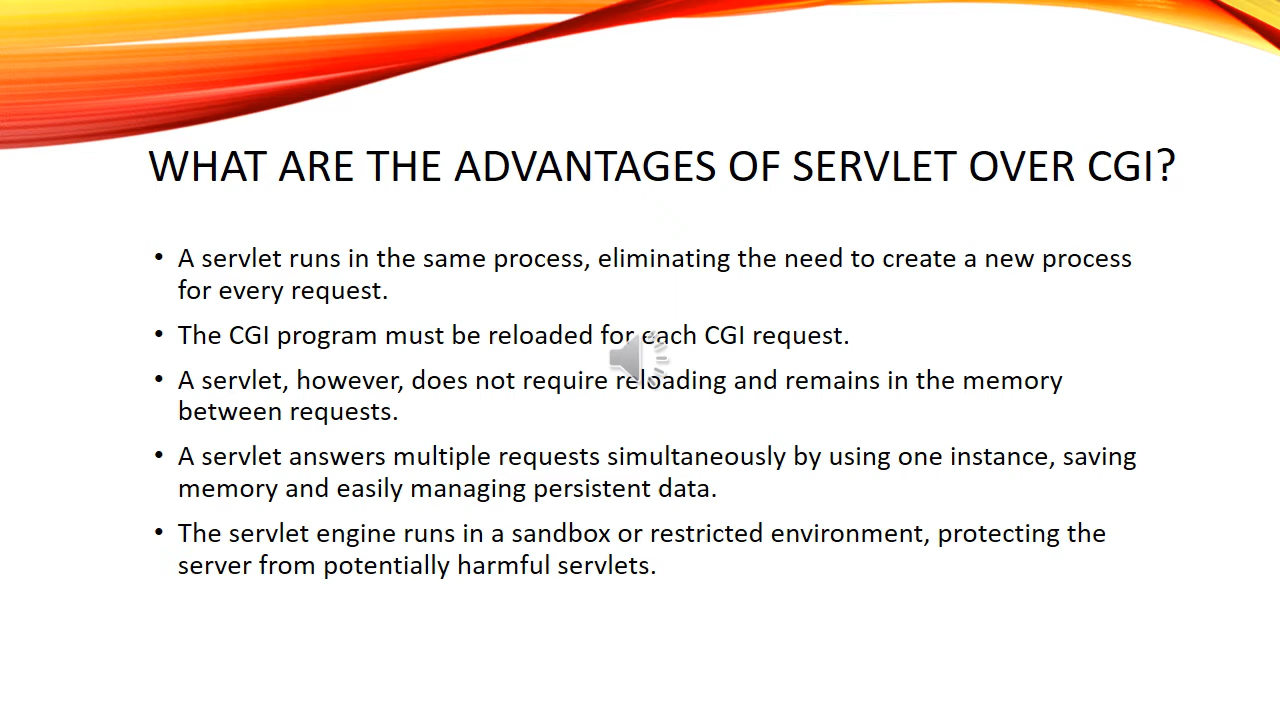 WHAT ARE THE ADVANTAGES OF SERVLET OVER CGI?
• A servlet runs in the same process, eliminating the need to create a new process
for every request.
• The CGI program must be reloaded for each CGI request.
• A servlet, however, does not require reloading and remains in the memory
between requests.
• A servlet answers multiple requests simultaneously by using one instance, saving
memory and easily managing persistent data.
• The servlet engine runs in a sandbox or restricted environment, protecting the
server from potentially harmful servlets.